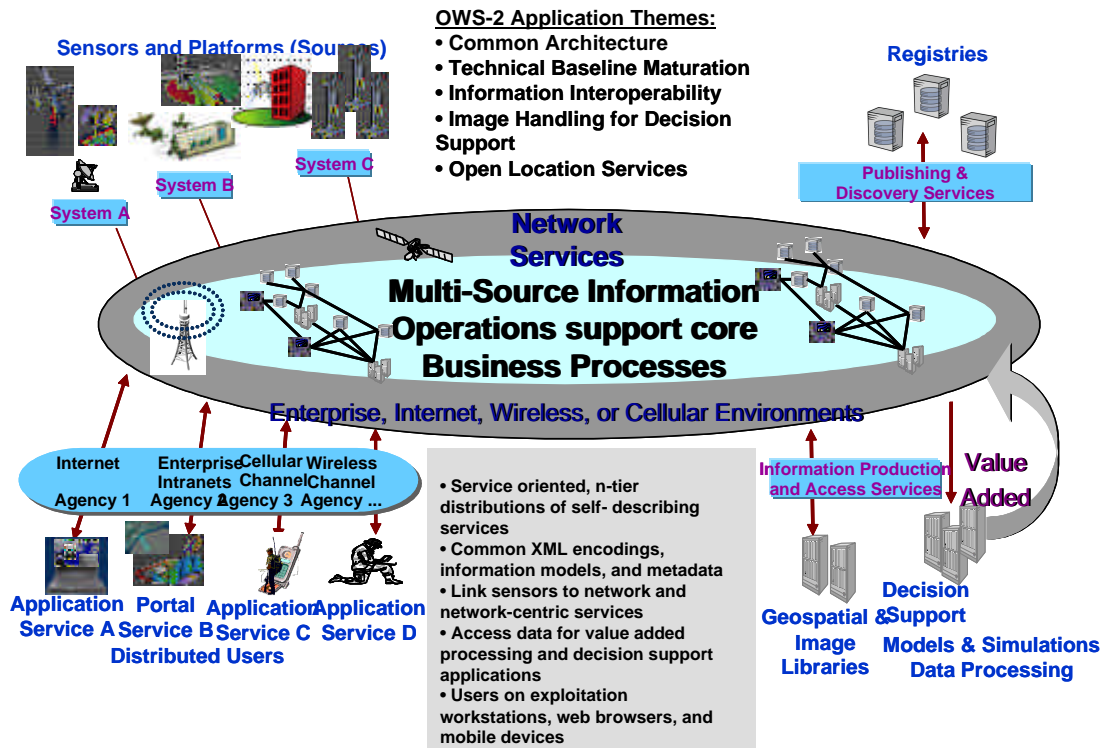 OWS-2 Application Themes:
• Common Architecture
• Technical Baseline Maturation
• Information Interoperability
• Image Handling for Decision
Support
• Open Location Services
Sensors and Platforms (Sources)
System A
System B
System C
Registries
Publishing &
Discovery Services
Network
Services
Multi-Source Information
Operations support core
Business Processes
Enterprise, Internet, Wireless, or Cellular Environments
Internet
Agency 1
Enterprise
Intranets
Agency 2
Cellular
Channel
Agency 3
Wireless
Channel
Agency ...
Application
Service A
Portal
Service B
Application
Service C
Application
Service D
Distributed Users
• Service oriented, n-tier
distributions of self- describing
services
• Common XML encodings,
information models, and metadata
• Link sensors to network and
network-centric services
• Access data for value added
processing and decision support
applications
• Users on exploitation
workstations, web browsers, and
mobile devices
Information Production
and Access Services
Value
Added
Geospatial &
Image
Libraries
Decision
Support
Models & Simulations
Data Processing